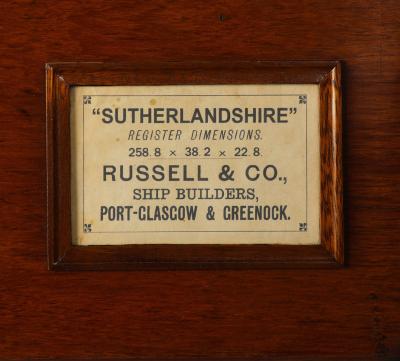 "SUTHERLANDSHIRE"
REGISTER DIMENSIONS.
258.8 × 38.2 × 22.8.
RUSSELL & CO.,
SHIP BUILDERS,
PORT-GLASGOW & GREENOCK.